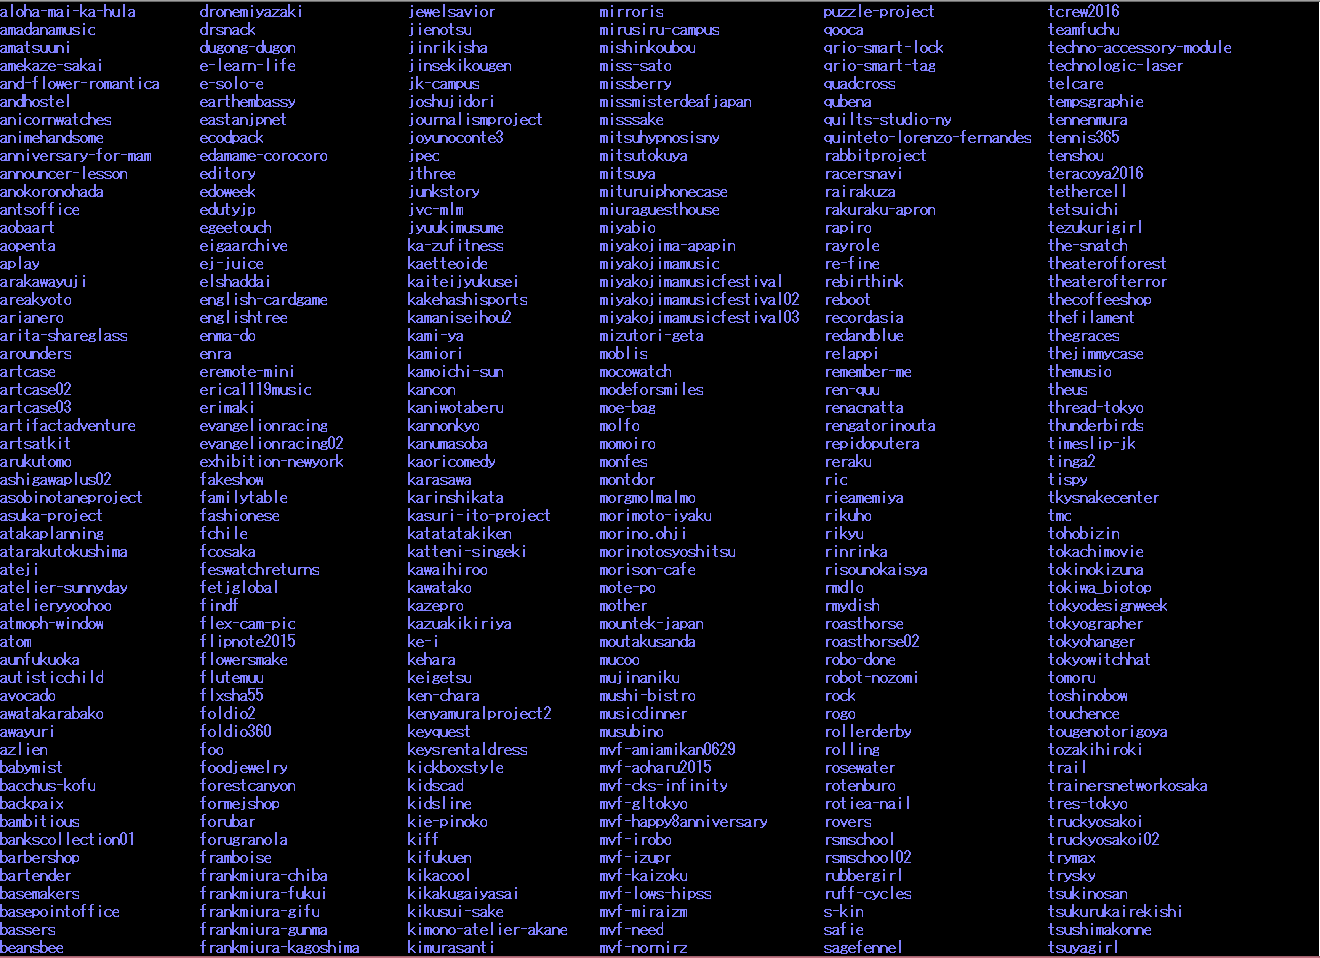 aloha-mai-ka-hula dronemiyazaki jewelsavior mirroris puzzle-project tcrew2016
amadanamusic drsnack jienotsu mirusiru-campus qooca teamfuchu
amatsuuni dugong-dugon jinrikisha mishinkoubou qrio-smart-lock techno-accessory-module
amekaze-sakai e-learn-life jinsekikougen miss-sato qrio-smart-tag technologic-laser
and-flower-romantica e-solo-e jk-campus missberry quadcross telcare
andhostel earthembassy joshujidori missmisterdeafjapan qubena tempsgraphie
anicornwatches eastanjpnet journalismproject misssake quilts-studio-ny tennenmura
animehandsome ecodpack joyunoconte3 mitsuhypnosisny quinteto-lorenzo-fernandes tennis365
anniversary-for-mam edamame-corocoro jpec mitsutokuya rabbitproject tenshou
announcer-lesson editory jthree mitsuya racersnavi teracoya2016
anokoronohada edoweek junkstory mituruiphonecase rairakuza tethercell
antsoffice edutyjp jvc-mlm miuraguesthouse rakuraku-apron tetsuichi
aobaart egeetouch jyuukimusume miyabio rapiro tezukurigirl
aopenta eigaarchive ka-zufitness miyakojima-apapin rayrole the-snatch
aplay ej-juice kaetteoide miyakojimamusic re-fine theaterofforest
arakawayuji elshaddai kaiteijyukusei miyakojimamusicfestival rebirthink theaterofterror
areakyoto english-cardgame kakehashisports miyakojimamusicfestival02 reboot thecoffeeshop
arianero englishtree kamaniseihou2 miyakojimamusicfestival03 recordasia thefilament
arita-shareglass enma-do kami-ya mizutori-geta redandblue thegraces
arounders enra kamiori moblis relappi thejimmycase
artcase eremote-mini kamoichi-sun mocowatch remember-me themusio
artcase02 erica1119music kancon modeforsmiles ren-quu theus
artcase03 erimaki kaniwotaberu moe-bag renacnatta thread-tokyo
artifactadventure evangelionracing kannonkyo molfo rengatorinouta thunderbirds
artsatkit evangelionracing02 kanumasoba momoiro repidoputera timeslip-jk
arukutomo exhibition-newyork kaoricomedy monfes reraku tinga2
ashigawaplus02 fakeshow karasawa montdor ric tispy
asobinotaneproject familytable karinshikata morgmolmalmo rieamemiya tkysnakecenter
asuka-project fashionese kasuri-ito-project morimoto-iyaku rikuho tmc
atakaplanning fchile katatatakiken morino.ohji rikyu tohobizin
atarakutokushima fcosaka katteni-singeki morinotosyoshitsu rinrinka tokachimovie
ateji feswatchreturns kawaihiroo morison-cafe risounokaisya tokinokizuna
atelier-sunnyday fetjglobal kawatako mote-po rmdlo tokiwa_biotop
atelieryyoohoo findf kazepro mother rmydish tokyodesignweek
atmoph-window flex-cam-pic kazuakikiriya mountek-japan roasthorse tokyographer
atom flipnote2015 ke-i moutakusanda roasthorse02 tokyohanger
aunfukuoka flowersmake kehara mucoo robo-done tokyowitchhat
autisticchild flutemuu keigetsu mujinaniku robot-nozomi tomoru
avocado flxsha55 ken-chara mushi-bistro rock toshinobow
awatakarabako foldio2 kenyamuralproject2 musicdinner rogo touchence
awayuri foldio360 keyquest musubino rollerderby tougenotorigoya
azlien foo keysrentaldress mvf-amiamikan0629 rolling tozakihiroki
babymist foodjewelry kickboxstyle mvf-aoharu2015 rosewater trail
bacchus-kofu forestcanyon kidscad mvf-cks-infinity rotenburo trainersnetworkosaka
backpaix formejshop kidsline mvf-gltokyo rotiea-nail tres-tokyo
bambitious forubar kie-pinoko mvf-happy8anniversary rovers truckyosakoi
bankscollection01 forugranola kiff mvf-irobo rsmschool truckyosakoi02
barbershop framboise kifukuen mvf-izupr rsmschool02 trymax
bartender frankmiura-chiba kikacool mvf-kaizoku rubbergirl trysky
basemakers frankmiura-fukui kikakugaiyasai mvf-lows-hipss ruff-cycles tsukinosan
basepointoffice frankmiura-gifu kikusui-sake mvf-miraizm s-kin tsukurukairekishi
bassers frankmiura-gunma kimono-atelier-akane mvf-need safie tsushimakonne
beansbee frankmiura-kagoshima kimurasanti mvf-nornirz sagefennel tsuyagirl